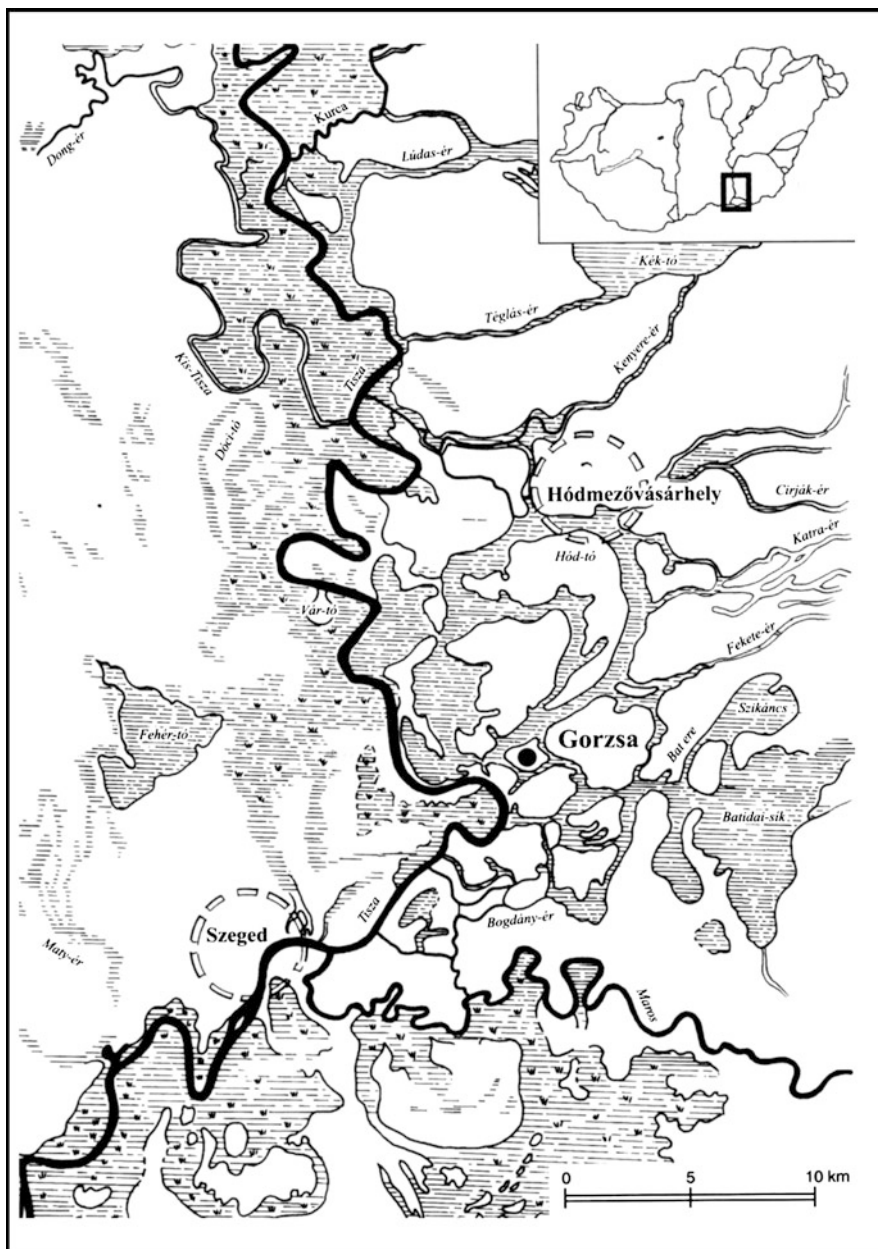 Kurca
Dong-ér
Lúdas-ér
Kék-tó
Téglás-ér
Kenyere-ér
Kis-Tisza
Tisza
Dóci-tó
Hódmezővásárhely
Cirják-ér
Katra-ér
Hód-tó
Vár-tó
Fekete-ér
Szikáncs
Fehér-tó
Gorzsa
Bat ere
Batidai-sík
Tisza
Bogdány-ér
Szeged
Maty-ér
Maros
0 5 10 km